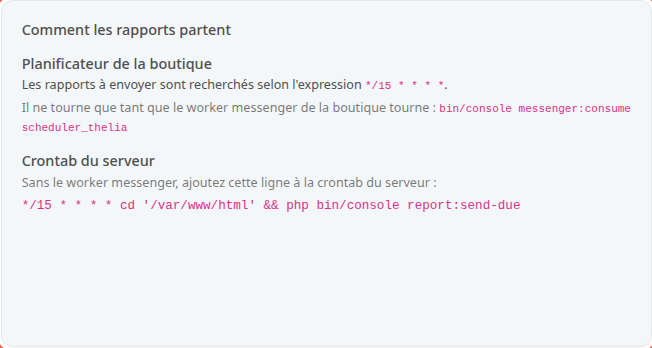 Comment les rapports partent
Planificateur de la boutique
Les rapports à envoyer sont recherchés selon l'expression */15 * * * *.
Il ne tourne que tant que le worker messenger de la boutique tourne : bin/console messenger:consume
scheduler_thelia
Crontab du serveur
Sans le worker messenger, ajoutez cette ligne à la crontab du serveur :
*/15 * * * * cd '/var/www/html' && php bin/console report:send-due